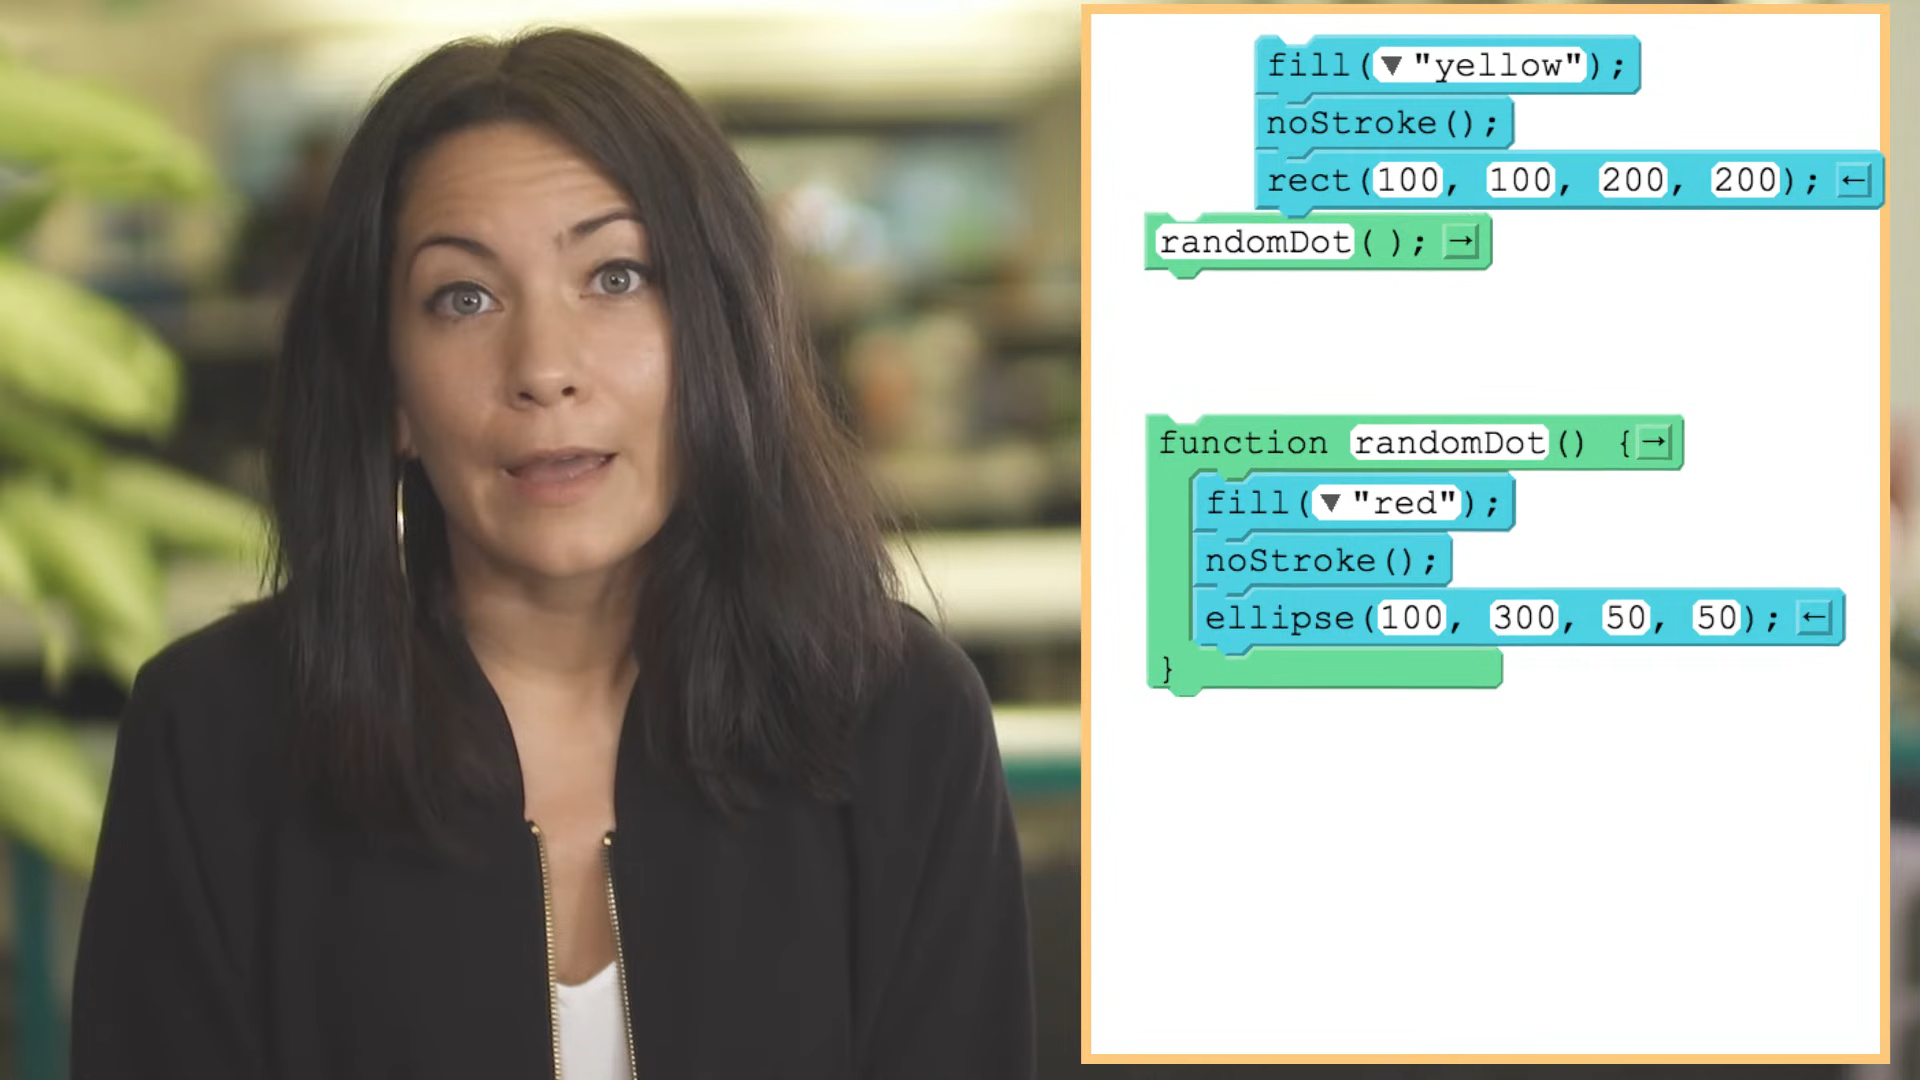 fill(▼ "yellow");
noStroke();
rect(100, 100, 200, 200); ←
randomDot( ); →
function randomDot() { →
fill(▼ "red");
noStroke();
ellipse(100, 300, 50, 50); ←
}